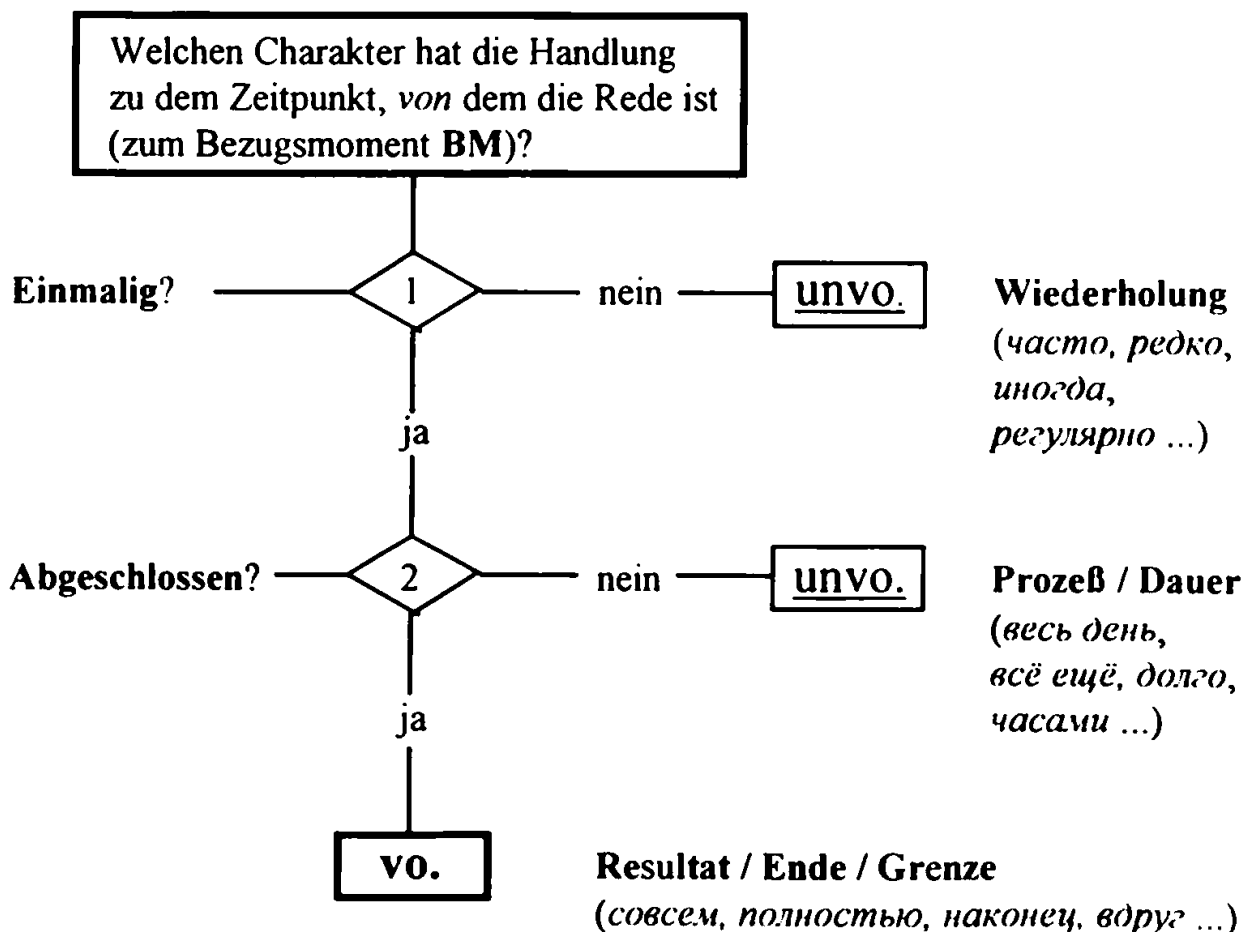 Welchen Charakter hat die Handlung
zu dem Zeitpunkt, von dem die Rede ist
(zum Bezugsmoment BM)?
Einmalig?
1
nein
unvo.
Wiederholung
(часто, редко,
иногда,
регулярно ...)
ja
Abgeschlossen?
2
nein
unvo.
Prozeß / Dauer
(весь день,
всё ещё, долго,
часами ...)
ja
vo.
Resultat / Ende / Grenze
(совсем, полностью, наконец, вдруг ...)